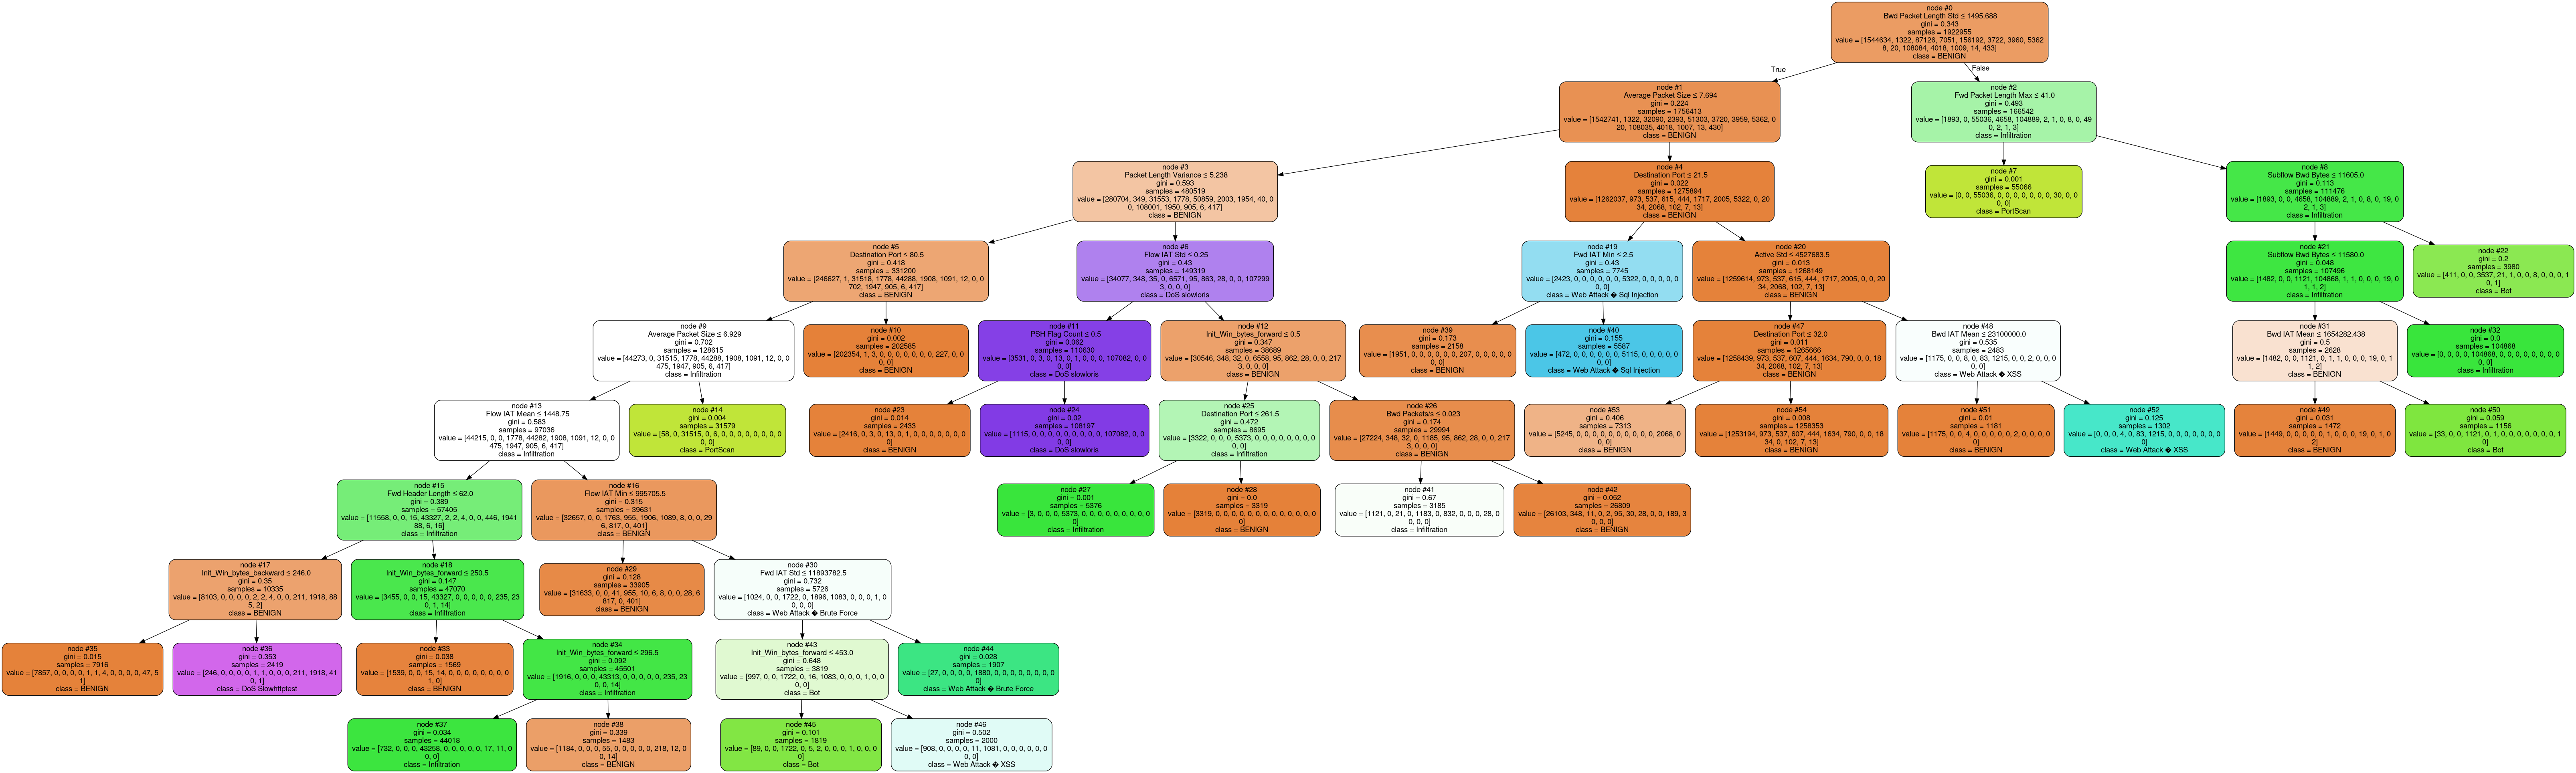 node #0
Bwd Packet Length Std ≤ 1495.688
gini = 0.343
samples = 1922955
value = [1544634, 1322, 87126, 7051, 156192, 3722, 3960, 5362
8, 20, 108084, 4018, 1009, 14, 433]
class = BENIGN
True
False
node #1
Average Packet Size ≤ 7.694
gini = 0.224
samples = 1756413
value = [1542741, 1322, 32090, 2393, 51303, 3720, 3959, 5362, 0
20, 108035, 4018, 1007, 13, 430]
class = BENIGN
node #2
Fwd Packet Length Max ≤ 41.0
gini = 0.493
samples = 166542
value = [1893, 0, 55036, 4658, 104889, 2, 1, 0, 8, 0, 49
0, 2, 1, 3]
class = Infiltration
node #3
Packet Length Variance ≤ 5.238
gini = 0.593
samples = 480519
value = [280704, 349, 31553, 1778, 50859, 2003, 1954, 40, 0
0, 108001, 1950, 905, 6, 417]
class = BENIGN
node #4
Destination Port ≤ 21.5
gini = 0.022
samples = 1275894
value = [1262037, 973, 537, 615, 444, 1717, 2005, 5322, 0, 20
34, 2068, 102, 7, 13]
class = BENIGN
node #7
gini = 0.001
samples = 55066
value = [0, 0, 55036, 0, 0, 0, 0, 0, 0, 0, 30, 0, 0
0, 0]
class = PortScan
node #8
Subflow Bwd Bytes ≤ 11605.0
gini = 0.113
samples = 111476
value = [1893, 0, 0, 4658, 104889, 2, 1, 0, 8, 0, 19, 0
2, 1, 3]
class = Infiltration
node #5
Destination Port ≤ 80.5
gini = 0.418
samples = 331200
value = [246627, 1, 31518, 1778, 44288, 1908, 1091, 12, 0, 0
702, 1947, 905, 6, 417]
class = BENIGN
node #6
Flow IAT Std ≤ 0.25
gini = 0.43
samples = 149319
value = [34077, 348, 35, 0, 6571, 95, 863, 28, 0, 0, 107299
3, 0, 0, 0]
class = DoS slowloris
node #19
Fwd IAT Min ≤ 2.5
gini = 0.43
samples = 7745
value = [2423, 0, 0, 0, 0, 0, 0, 5322, 0, 0, 0, 0, 0
0, 0]
class = Web Attack � Sql Injection
node #20
Active Std ≤ 4527683.5
gini = 0.013
samples = 1268149
value = [1259614, 973, 537, 615, 444, 1717, 2005, 0, 0, 20
34, 2068, 102, 7, 13]
class = BENIGN
node #21
Subflow Bwd Bytes ≤ 11580.0
gini = 0.048
samples = 107496
value = [1482, 0, 0, 1121, 104868, 1, 1, 0, 0, 0, 19, 0
1, 1, 2]
class = Infiltration
node #22
gini = 0.2
samples = 3980
value = [411, 0, 0, 3537, 21, 1, 0, 0, 8, 0, 0, 0, 1
0, 1]
class = Bot
node #9
Average Packet Size ≤ 6.929
gini = 0.702
samples = 128615
value = [44273, 0, 31515, 1778, 44288, 1908, 1091, 12, 0, 0
475, 1947, 905, 6, 417]
class = Infiltration
node #10
gini = 0.002
samples = 202585
value = [202354, 1, 3, 0, 0, 0, 0, 0, 0, 0, 227, 0, 0
0, 0]
class = BENIGN
node #11
PSH Flag Count ≤ 0.5
gini = 0.062
samples = 110630
value = [3531, 0, 3, 0, 13, 0, 1, 0, 0, 0, 107082, 0, 0
0, 0]
class = DoS slowloris
node #12
Init_Win_bytes_forward ≤ 0.5
gini = 0.347
samples = 38689
value = [30546, 348, 32, 0, 6558, 95, 862, 28, 0, 0, 217
3, 0, 0, 0]
class = BENIGN
node #39
gini = 0.173
samples = 2158
value = [1951, 0, 0, 0, 0, 0, 0, 207, 0, 0, 0, 0, 0
0, 0]
class = BENIGN
node #40
gini = 0.155
samples = 5587
value = [472, 0, 0, 0, 0, 0, 0, 5115, 0, 0, 0, 0, 0
0, 0]
class = Web Attack � Sql Injection
node #47
Destination Port ≤ 32.0
gini = 0.011
samples = 1265666
value = [1258439, 973, 537, 607, 444, 1634, 790, 0, 0, 18
34, 2068, 102, 7, 13]
class = BENIGN
node #48
Bwd IAT Mean ≤ 23100000.0
gini = 0.535
samples = 2483
value = [1175, 0, 0, 8, 0, 83, 1215, 0, 0, 2, 0, 0, 0
0, 0]
class = Web Attack � XSS
node #31
Bwd IAT Mean ≤ 1654282.438
gini = 0.5
samples = 2628
value = [1482, 0, 0, 1121, 0, 1, 1, 0, 0, 0, 19, 0, 1
1, 2]
class = BENIGN
node #32
gini = 0.0
samples = 104868
value = [0, 0, 0, 0, 104868, 0, 0, 0, 0, 0, 0, 0, 0
0, 0]
class = Infiltration
node #13
Flow IAT Mean ≤ 1448.75
gini = 0.583
samples = 97036
value = [44215, 0, 0, 1778, 44282, 1908, 1091, 12, 0, 0
475, 1947, 905, 6, 417]
class = Infiltration
node #14
gini = 0.004
samples = 31579
value = [58, 0, 31515, 0, 6, 0, 0, 0, 0, 0, 0, 0, 0
0, 0]
class = PortScan
node #23
gini = 0.014
samples = 2433
value = [2416, 0, 3, 0, 13, 0, 1, 0, 0, 0, 0, 0, 0, 0
0]
class = BENIGN
node #24
gini = 0.02
samples = 108197
value = [1115, 0, 0, 0, 0, 0, 0, 0, 0, 0, 107082, 0, 0
0, 0]
class = DoS slowloris
node #25
Destination Port ≤ 261.5
gini = 0.472
samples = 8695
value = [3322, 0, 0, 0, 5373, 0, 0, 0, 0, 0, 0, 0, 0
0, 0]
class = Infiltration
node #26
Bwd Packets/s ≤ 0.023
gini = 0.174
samples = 29994
value = [27224, 348, 32, 0, 1185, 95, 862, 28, 0, 0, 217
3, 0, 0, 0]
class = BENIGN
node #53
gini = 0.406
samples = 7313
value = [5245, 0, 0, 0, 0, 0, 0, 0, 0, 0, 0, 2068, 0
0, 0]
class = BENIGN
node #54
gini = 0.008
samples = 1258353
value = [1253194, 973, 537, 607, 444, 1634, 790, 0, 0, 18
34, 0, 102, 7, 13]
class = BENIGN
node #51
gini = 0.01
samples = 1181
value = [1175, 0, 0, 4, 0, 0, 0, 0, 0, 2, 0, 0, 0, 0
0]
class = BENIGN
node #52
gini = 0.125
samples = 1302
value = [0, 0, 0, 4, 0, 83, 1215, 0, 0, 0, 0, 0, 0, 0
0]
class = Web Attack � XSS
node #49
gini = 0.031
samples = 1472
value = [1449, 0, 0, 0, 0, 0, 1, 0, 0, 0, 19, 0, 1, 0
2]
class = BENIGN
node #50
gini = 0.059
samples = 1156
value = [33, 0, 0, 1121, 0, 1, 0, 0, 0, 0, 0, 0, 0, 1
0]
class = Bot
node #15
Fwd Header Length ≤ 62.0
gini = 0.389
samples = 57405
value = [11558, 0, 0, 15, 43327, 2, 2, 4, 0, 0, 446, 1941
88, 6, 16]
class = Infiltration
node #16
Flow IAT Min ≤ 995705.5
gini = 0.315
samples = 39631
value = [32657, 0, 0, 1763, 955, 1906, 1089, 8, 0, 0, 29
6, 817, 0, 401]
class = BENIGN
node #27
gini = 0.001
samples = 5376
value = [3, 0, 0, 0, 5373, 0, 0, 0, 0, 0, 0, 0, 0, 0
0]
class = Infiltration
node #28
gini = 0.0
samples = 3319
value = [3319, 0, 0, 0, 0, 0, 0, 0, 0, 0, 0, 0, 0, 0
0]
class = BENIGN
node #41
gini = 0.67
samples = 3185
value = [1121, 0, 21, 0, 1183, 0, 832, 0, 0, 0, 28, 0
0, 0, 0]
class = Infiltration
node #42
gini = 0.052
samples = 26809
value = [26103, 348, 11, 0, 2, 95, 30, 28, 0, 0, 189, 3
0, 0, 0]
class = BENIGN
node #17
Init_Win_bytes_backward ≤ 246.0
gini = 0.35
samples = 10335
value = [8103, 0, 0, 0, 0, 2, 2, 4, 0, 0, 211, 1918, 88
5, 2]
class = BENIGN
node #18
Init_Win_bytes_forward ≤ 250.5
gini = 0.147
samples = 47070
value = [3455, 0, 0, 15, 43327, 0, 0, 0, 0, 0, 235, 23
0, 1, 14]
class = Infiltration
node #29
gini = 0.128
samples = 33905
value = [31633, 0, 0, 41, 955, 10, 6, 8, 0, 0, 28, 6
817, 0, 401]
class = BENIGN
node #30
Fwd IAT Std ≤ 11893782.5
gini = 0.732
samples = 5726
value = [1024, 0, 0, 1722, 0, 1896, 1083, 0, 0, 0, 1, 0
0, 0, 0]
class = Web Attack � Brute Force
node #35
gini = 0.015
samples = 7916
value = [7857, 0, 0, 0, 0, 1, 1, 4, 0, 0, 0, 0, 47, 5
1]
class = BENIGN
node #36
gini = 0.353
samples = 2419
value = [246, 0, 0, 0, 0, 1, 1, 0, 0, 0, 211, 1918, 41
0, 1]
class = DoS Slowhttptest
node #33
gini = 0.038
samples = 1569
value = [1539, 0, 0, 15, 14, 0, 0, 0, 0, 0, 0, 0, 0
1, 0]
class = BENIGN
node #34
Init_Win_bytes_forward ≤ 296.5
gini = 0.092
samples = 45501
value = [1916, 0, 0, 0, 43313, 0, 0, 0, 0, 0, 235, 23
0, 0, 14]
class = Infiltration
node #43
Init_Win_bytes_forward ≤ 453.0
gini = 0.648
samples = 3819
value = [997, 0, 0, 1722, 0, 16, 1083, 0, 0, 0, 1, 0, 0
0, 0]
class = Bot
node #44
gini = 0.028
samples = 1907
value = [27, 0, 0, 0, 0, 1880, 0, 0, 0, 0, 0, 0, 0, 0
0]
class = Web Attack � Brute Force
node #37
gini = 0.034
samples = 44018
value = [732, 0, 0, 0, 43258, 0, 0, 0, 0, 0, 17, 11, 0
0, 0]
class = Infiltration
node #38
gini = 0.339
samples = 1483
value = [1184, 0, 0, 0, 55, 0, 0, 0, 0, 0, 218, 12, 0
0, 14]
class = BENIGN
node #45
gini = 0.101
samples = 1819
value = [89, 0, 0, 1722, 0, 5, 2, 0, 0, 0, 1, 0, 0, 0
0]
class = Bot
node #46
gini = 0.502
samples = 2000
value = [908, 0, 0, 0, 0, 11, 1081, 0, 0, 0, 0, 0, 0
0, 0]
class = Web Attack � XSS